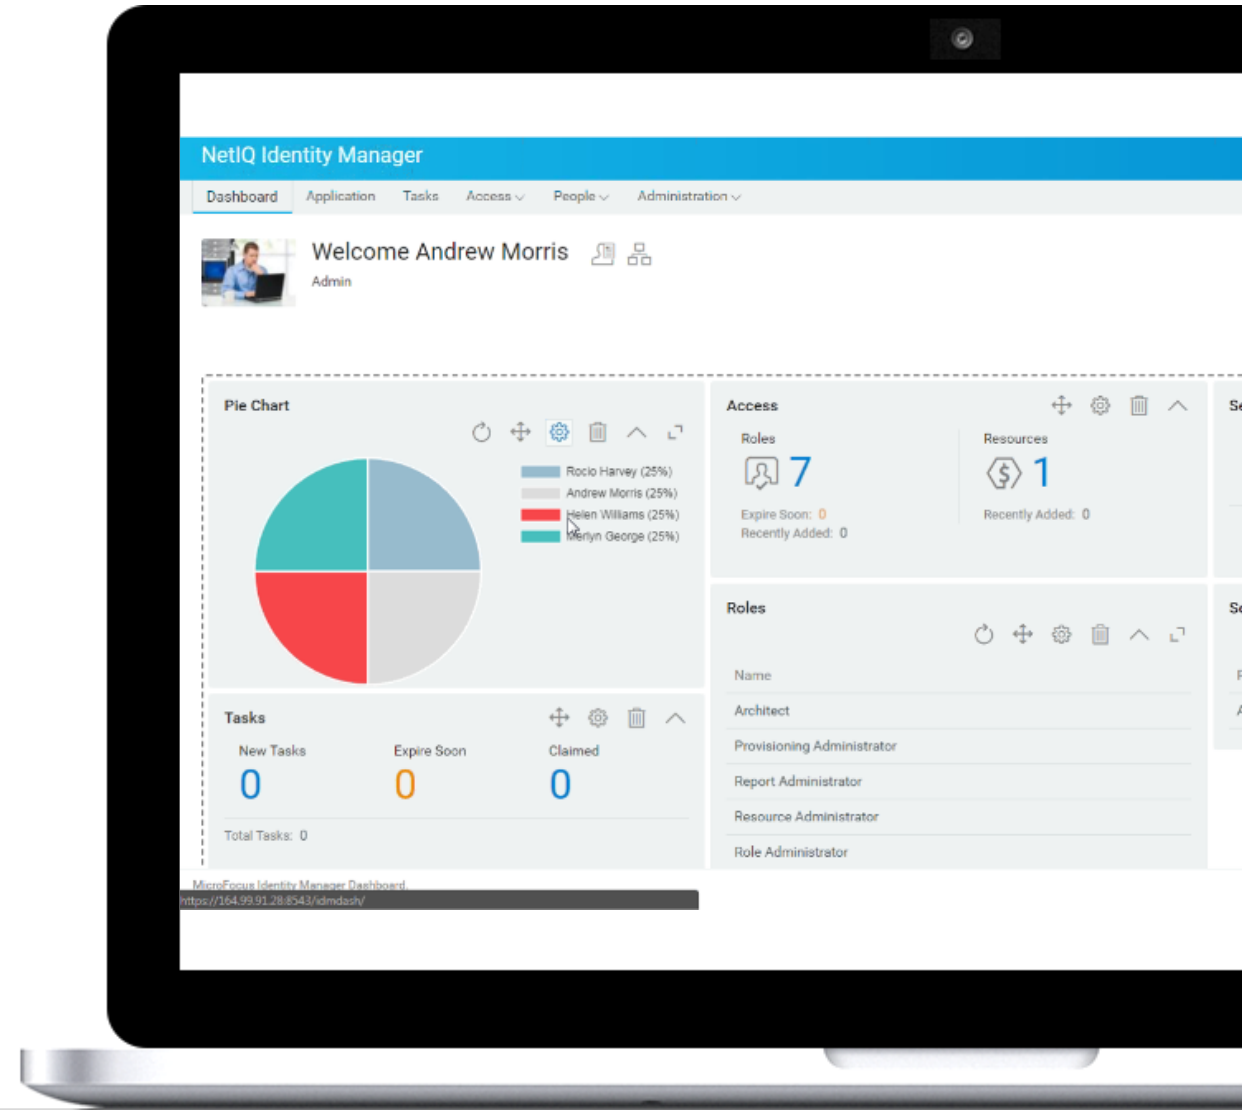 NetIQ Identity Manager
Dashboard Application Tasks Access People Administration
Welcome Andrew Morris
Admin
Pie Chart
Rocio Harvey (25%)
Andrew Morris (25%)
Helen Williams (25%)
Merlyn George (25%)
Access
Roles
7
Expire Soon: 0
Recently Added: 0
Resources
1
Recently Added: 0
Tasks
New Tasks Expire Soon Claimed
0 0 0
Total Tasks: 0
Roles
Name
Architect
Provisioning Administrator
Report Administrator
Resource Administrator
Role Administrator
MicroFocus Identity Manager Dashboard.
https://164.99.91.28:8543/idmdash/